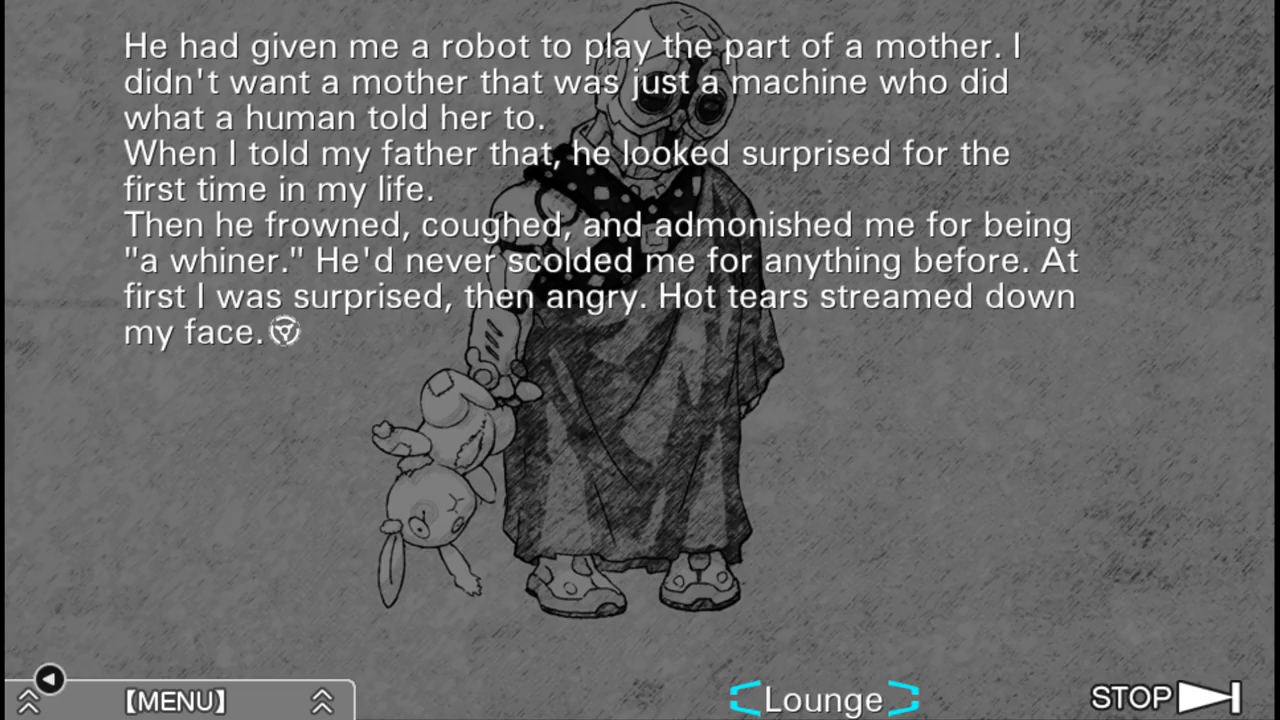 He had given me a robot to play the part of a mother. I
didn't want a mother that was just a machine who did
what a human told her to.
When I told my father that, he looked surprised for the
first time in my life.
Then he frowned, coughed, and admonished me for being
"a whiner." He'd never scolded me for anything before. At
first I was surprised, then angry. Hot tears streamed down
my face.
【MENU】
Lounge
STOP